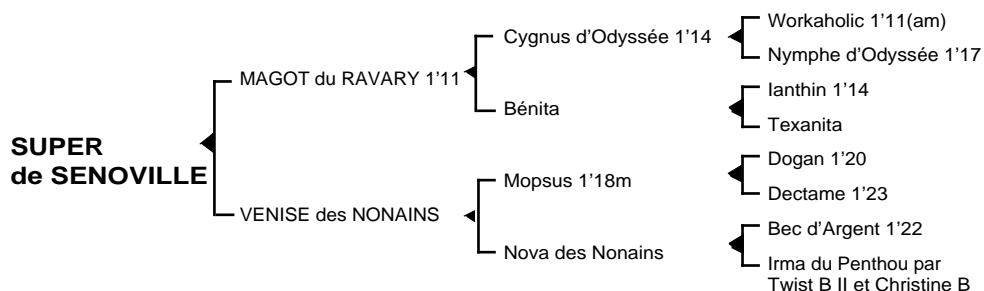 SUPER
de SENOVILLE
MAGOT du RAVARY 1'11
VENISE des NONAINS
Cygnus d'Odyssée 1'14
Bénita
Mopsus 1'18m
Nova des Nonains
Workaholic 1'11(am)
Nymphe d'Odyssée 1'17
Ianthin 1'14
Texanita
Dogan 1'20
Dectame 1'23
Bec d'Argent 1'22
Irma du Penthou par
Twist B II et Christine B